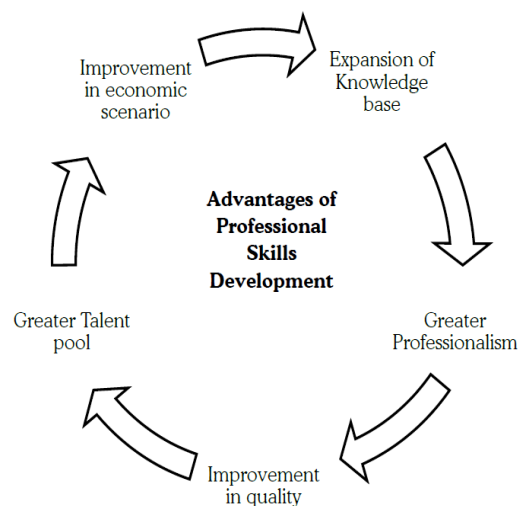 Improvement
in economic
scenario
Expansion of
Knowledge
base
Advantages of
Professional
Skills
Development
Greater Talent
pool
Greater
Professionalism
Improvement
in quality